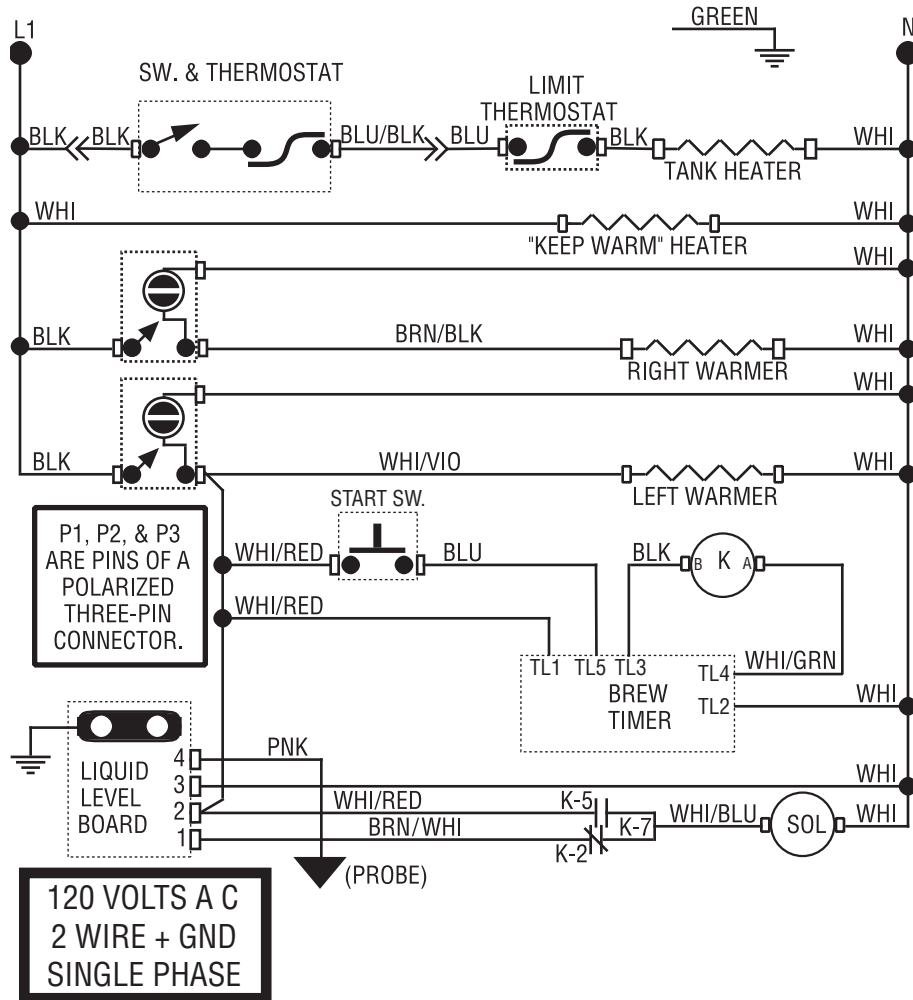 GREEN
L1
N
SW. & THERMOSTAT
LIMIT
THERMOSTAT
BLK
BLK
BLU/BLK
BLU
BLK
WHI
TANK HEATER
WHI
WHI
"KEEP WARM" HEATER
WHI
BLK
BRN/BLK
WHI
RIGHT WARMER
WHI
BLK
WHI/VIO
WHI
LEFT WARMER
START SW.
P1, P2, & P3
ARE PINS OF A
POLARIZED
THREE-PIN
CONNECTOR.
WHI/RED
BLU
BLK
B K A
WHI/RED
TL1 TL5 TL3
WHI/GRN
TL4
BREW
TIMER
TL2
WHI
PNK
4
LIQUID
LEVEL
BOARD
3
WHI
2
WHI/RED
K-5
WHI/BLU
SOL
WHI
1
BRN/WHI
K-7
K-2
(PROBE)
120 VOLTS A C
2 WIRE + GND
SINGLE PHASE